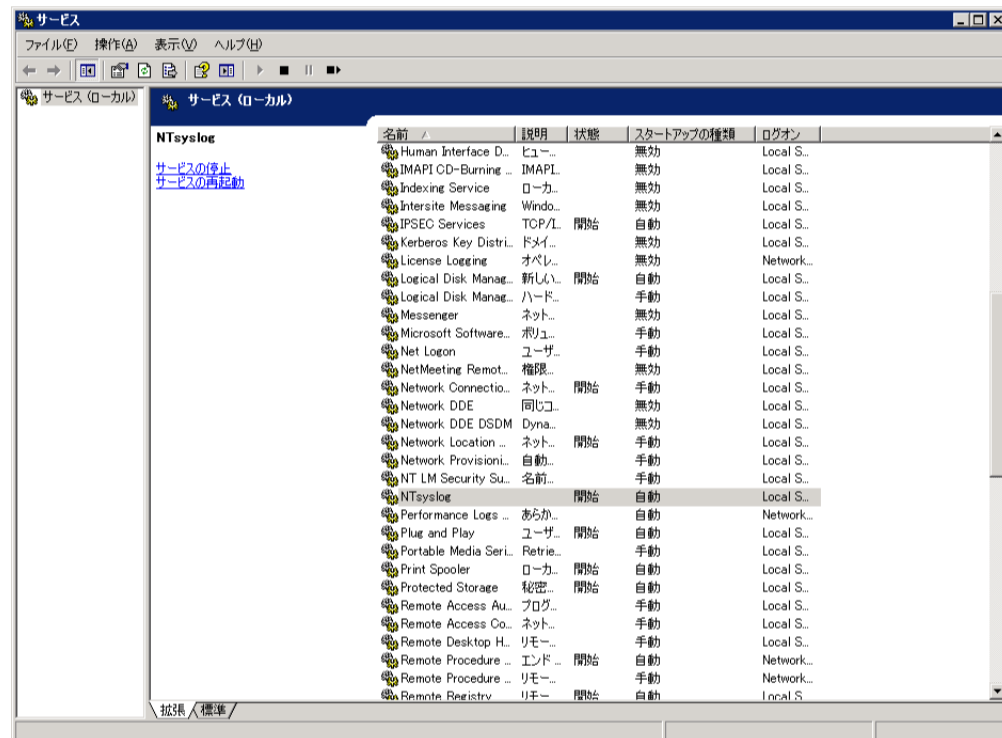 サービス
ファイル(F) 操作(A) 表示(V) ヘルプ(H)
サービス (ローカル)
サービス (ローカル)
NTsyslog
サービスの停止
サービスの再起動
名前 説明 状態 スタートアップの種類 ログオン
Human Interface D... ヒュー... 無効 Local S...
IMAPI CD-Burning ... IMAPI... 無効 Local S...
Indexing Service ローカ... 無効 Local S...
Intersite Messaging Windo... 無効 Local S...
IPSEC Services TCP/I... 開始 自動 Local S...
Kerberos Key Distri... ドメイ... 無効 Local S...
License Logging オペレ... 無効 Network...
Logical Disk Manag... 新しい... 開始 自動 Local S...
Logical Disk Manag... ハード... 手動 Local S...
Messenger ネット... 無効 Local S...
Microsoft Software... ボリュ... 手動 Local S...
Net Logon ユーザ... 手動 Local S...
NetMeeting Remot... 権限... 無効 Local S...
Network Connectio... ネット... 開始 手動 Local S...
Network DDE 同じコ... 無効 Local S...
Network DDE DSDM Dyna... 無効 Local S...
Network Location ... ネット... 開始 手動 Local S...
Network Provisioni... 自動... 手動 Local S...
NT LM Security Su... 名前... 手動 Local S...
NTsyslog 開始 自動 Local S...
Performance Logs ... あらか... 自動 Network...
Plug and Play ユーザ... 開始 自動 Local S...
Portable Media Seri... Retrie... 手動 Local S...
Print Spooler ローカ... 開始 自動 Local S...
Protected Storage 秘密... 開始 自動 Local S...
Remote Access Au... プログ... 手動 Local S...
Remote Access Co... ネット... 手動 Local S...
Remote Desktop H... リモー... 手動 Local S...
Remote Procedure ... エンド ... 開始 自動 Network...
Remote Procedure ... リモー... 手動 Network...
Remote Registry リモー 開始 自動 Local S
拡張 標準